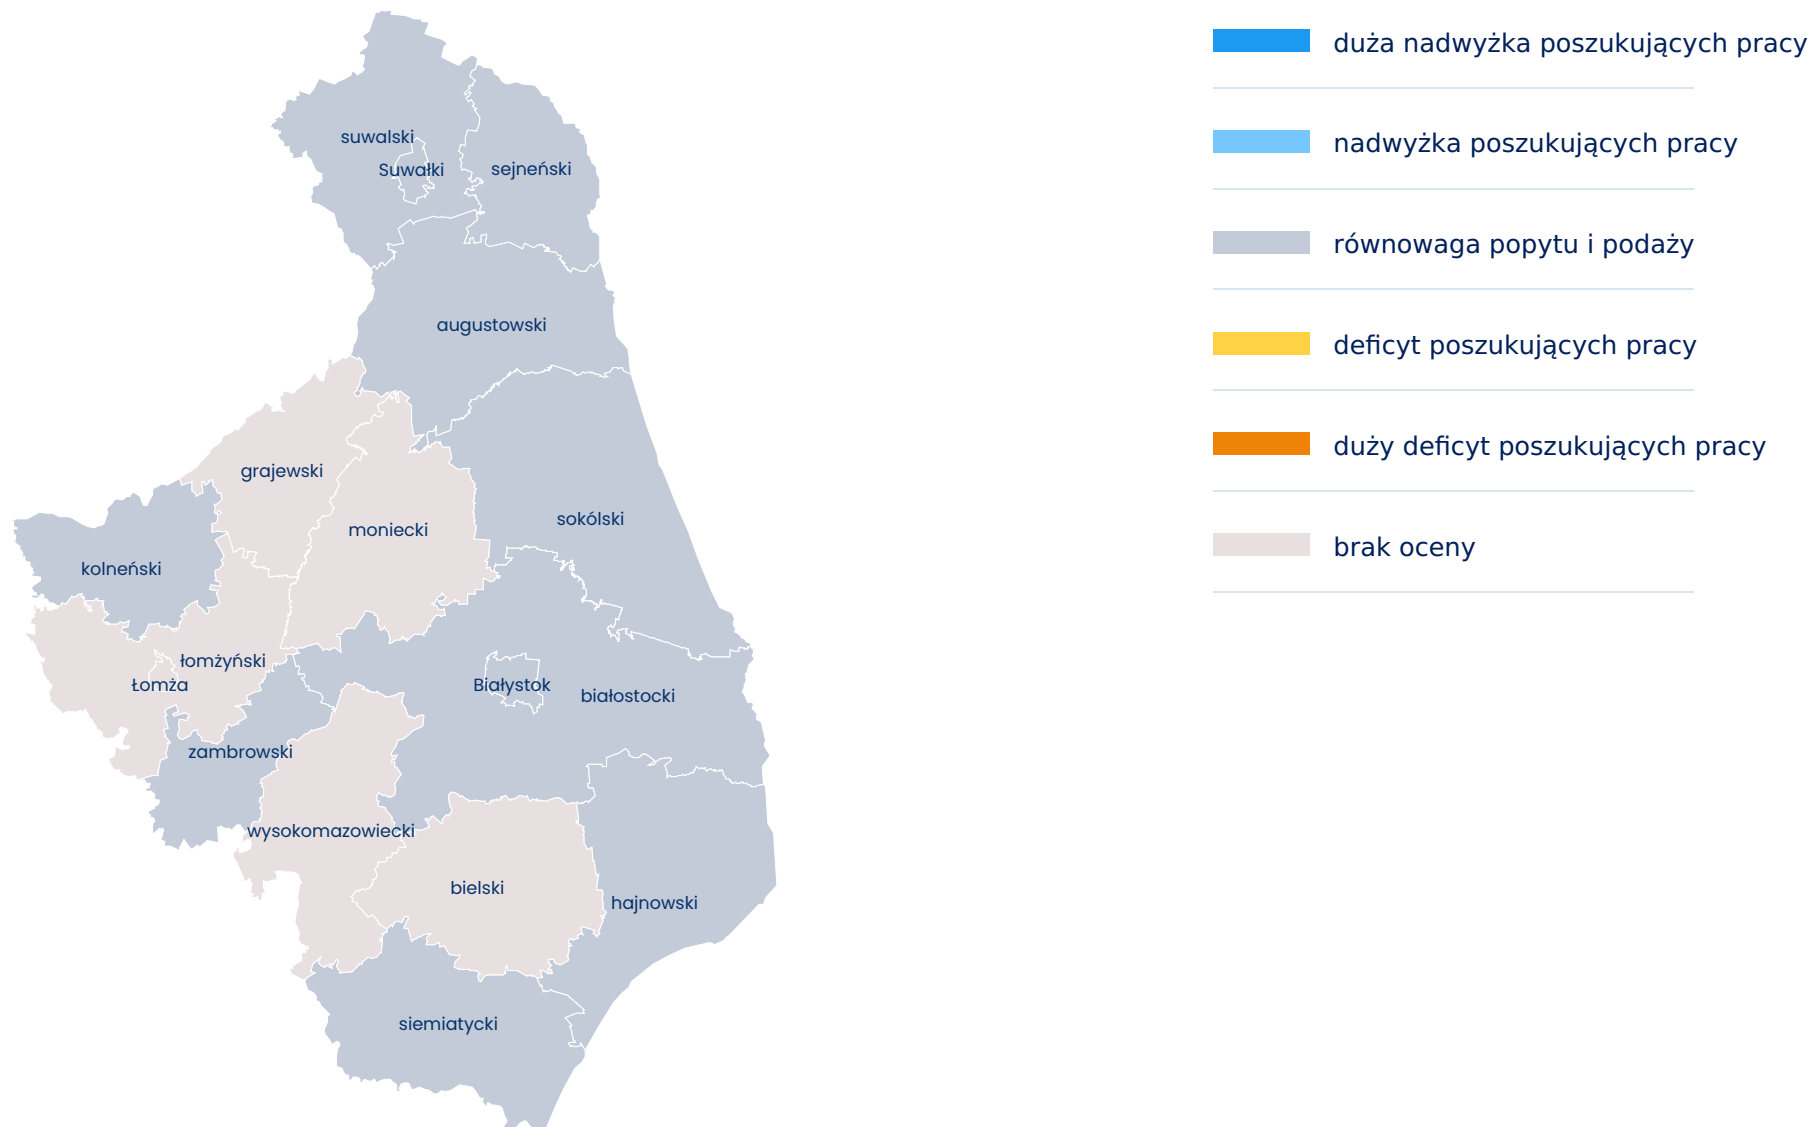 suwalski
Suwałki
sejneński
augustowski
grajewski
moniecki
sokólski
kolneński
łomżyński
Łomża
Białystok
białostocki
zambrowski
wysokomazowiecki
bielski
hajnowski
siemiatycki
duża nadwyżka poszukujących pracy
nadwyżka poszukujących pracy
równowaga popytu i podaży
deficyt poszukujących pracy
duży deficyt poszukujących pracy
brak oceny